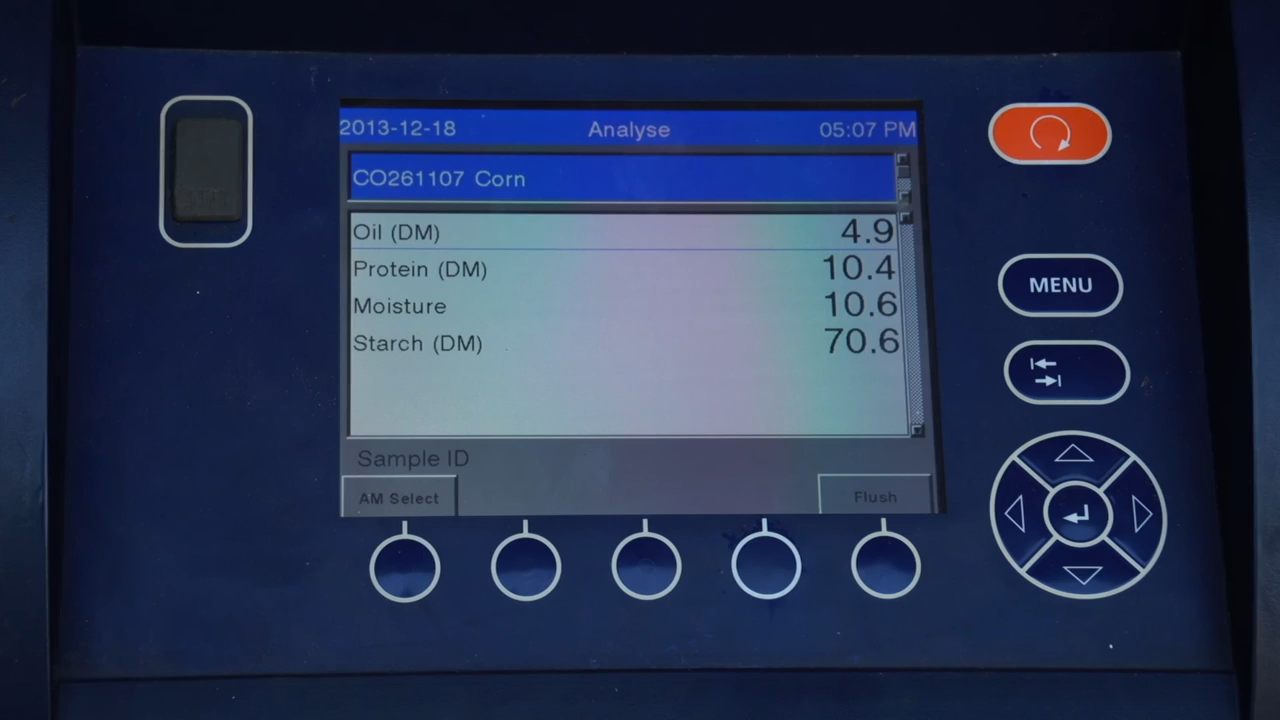 2013-12-18 Analyse 05:07 PM
CO261107 Corn
Oil (DM) 4.9
Protein (DM) 10.4
Moisture 10.6
Starch (DM) 70.6
Sample ID
AM Select Flush
MENU